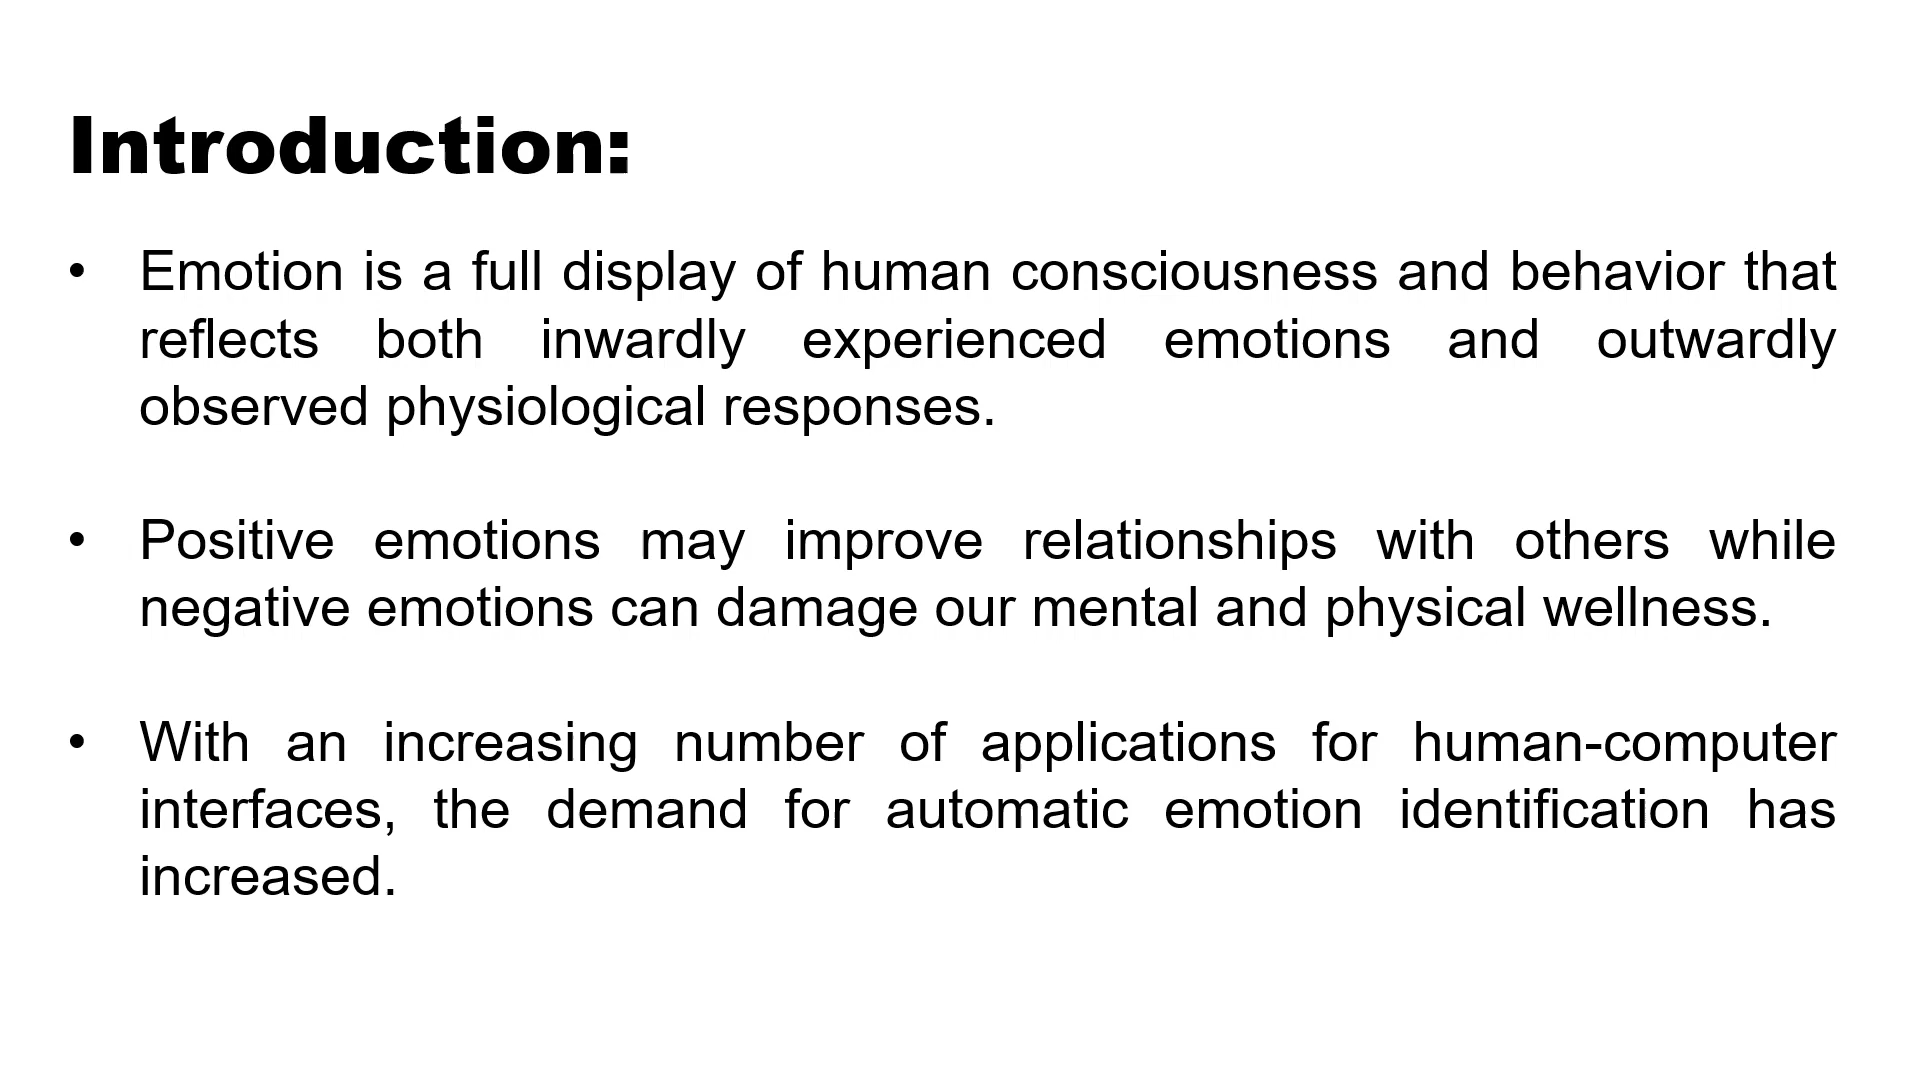 Introduction:
• Emotion is a full display of human consciousness and behavior that
reflects both inwardly experienced emotions and outwardly
observed physiological responses.
• Positive emotions may improve relationships with others while
negative emotions can damage our mental and physical wellness.
• With an increasing number of applications for human-computer
interfaces, the demand for automatic emotion identification has
increased.